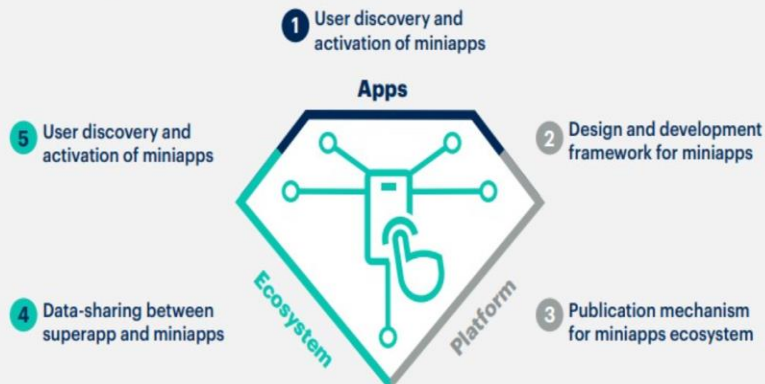 1 User discovery and
activation of miniapps
Apps
5 User discovery and
activation of miniapps
2 Design and development
framework for miniapps
Ecosystem
Platform
4 Data-sharing between
superapp and miniapps
3 Publication mechanism
for miniapps ecosystem